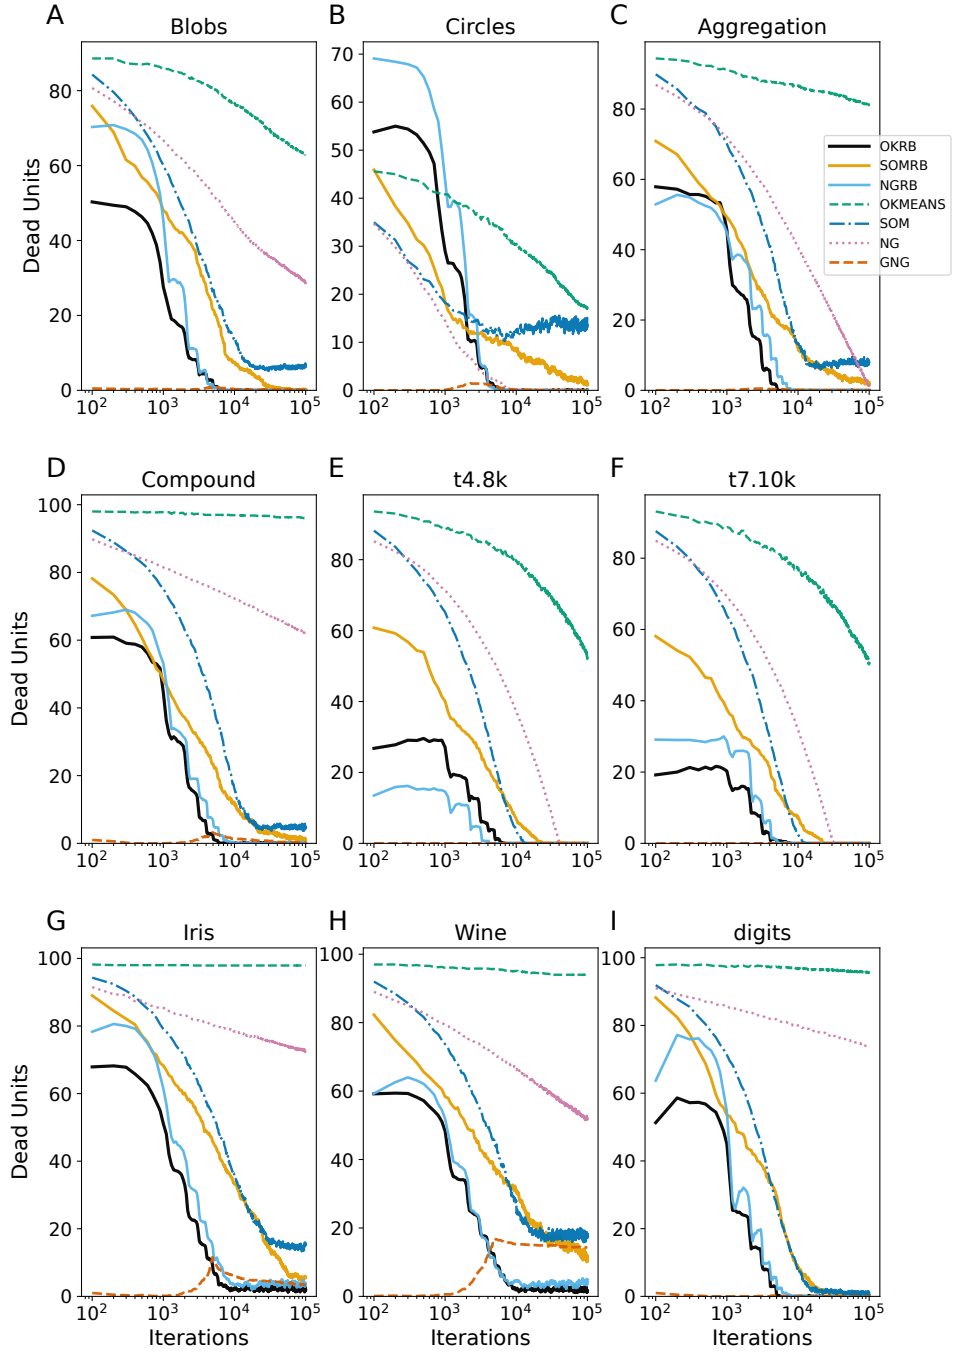 A
Blobs
B
Circles
C
Aggregation
Dead Units
80
60
40
20
0
10²
10³
10⁴
10⁵
70
60
50
40
30
20
10
0
10²
10³
10⁴
10⁵
80
60
40
20
0
10²
10³
10⁴
10⁵
OKRB
SOMRB
NGRB
OKMEANS
SOM
NG
GNG
D
Compound
E
t4.8k
F
t7.10k
Dead Units
100
80
60
40
20
0
10²
10³
10⁴
10⁵
80
60
40
20
0
10²
10³
10⁴
10⁵
80
60
40
20
0
10²
10³
10⁴
10⁵
G
Iris
H
Wine
I
digits
Dead Units
100
80
60
40
20
0
10²
10³
10⁴
10⁵
Iterations
100
80
60
40
20
0
10²
10³
10⁴
10⁵
Iterations
100
80
60
40
20
0
10²
10³
10⁴
10⁵
Iterations